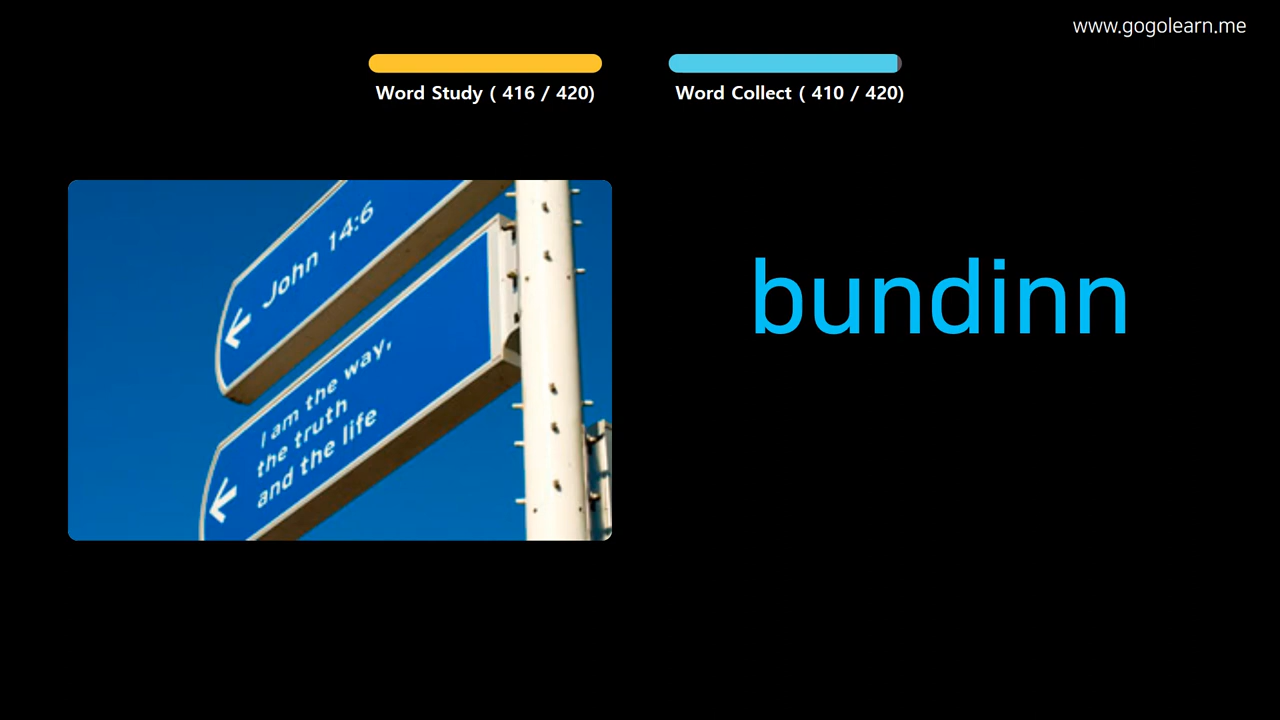 www.gogolearn.me
Word Study ( 416 / 420)
Word Collect ( 410 / 420)
John 14:6
I am the way,
the truth
and the life
bundinn